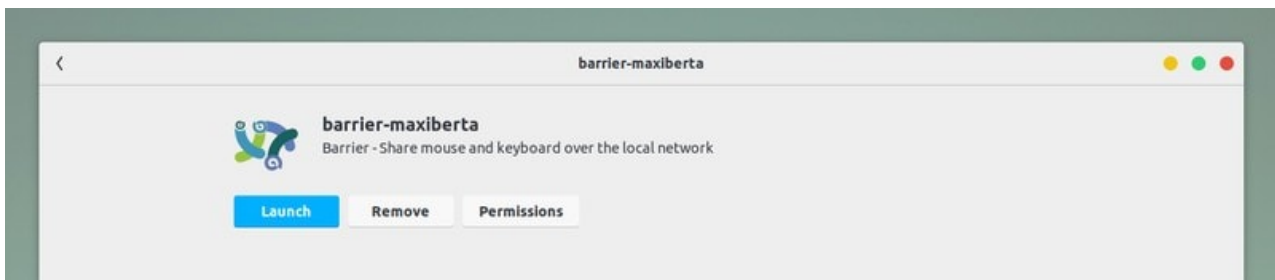 barrier-maxiberta
barrier-maxiberta
Barrier - Share mouse and keyboard over the local network
Launch Remove Permissions